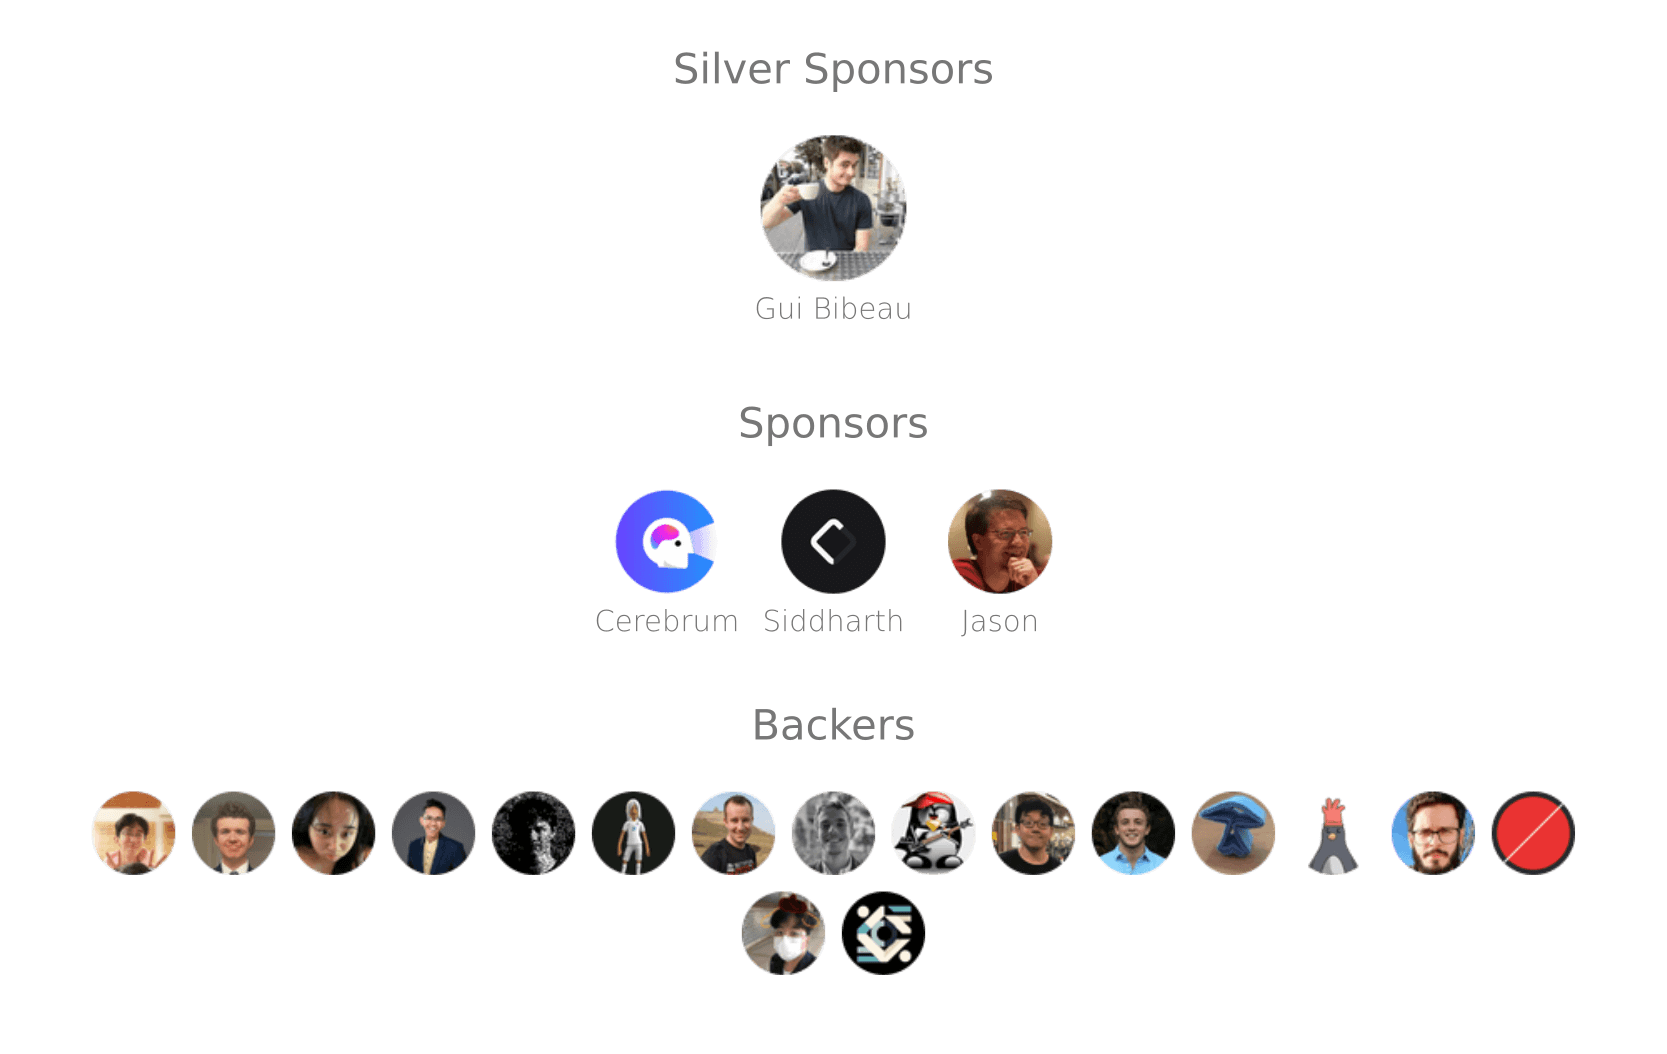 Silver Sponsors
Gui Bibeau
Sponsors
Cerebrum Siddharth Jason
Backers